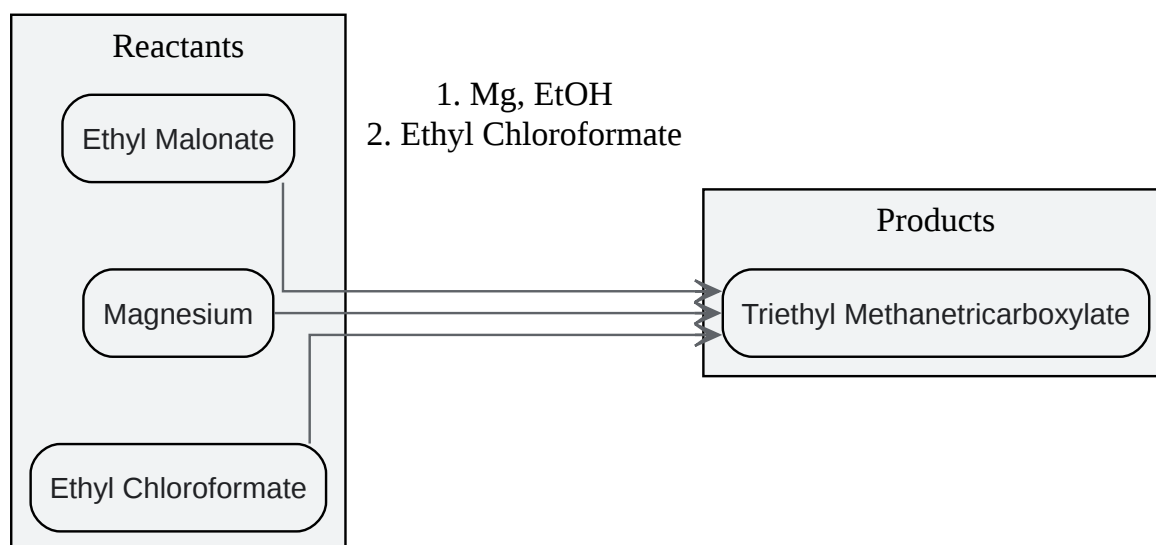 Reactants
Ethyl Malonate
Magnesium
Ethyl Chloroformate
1. Mg, EtOH
2. Ethyl Chloroformate
Products
Triethyl Methanetricarboxylate